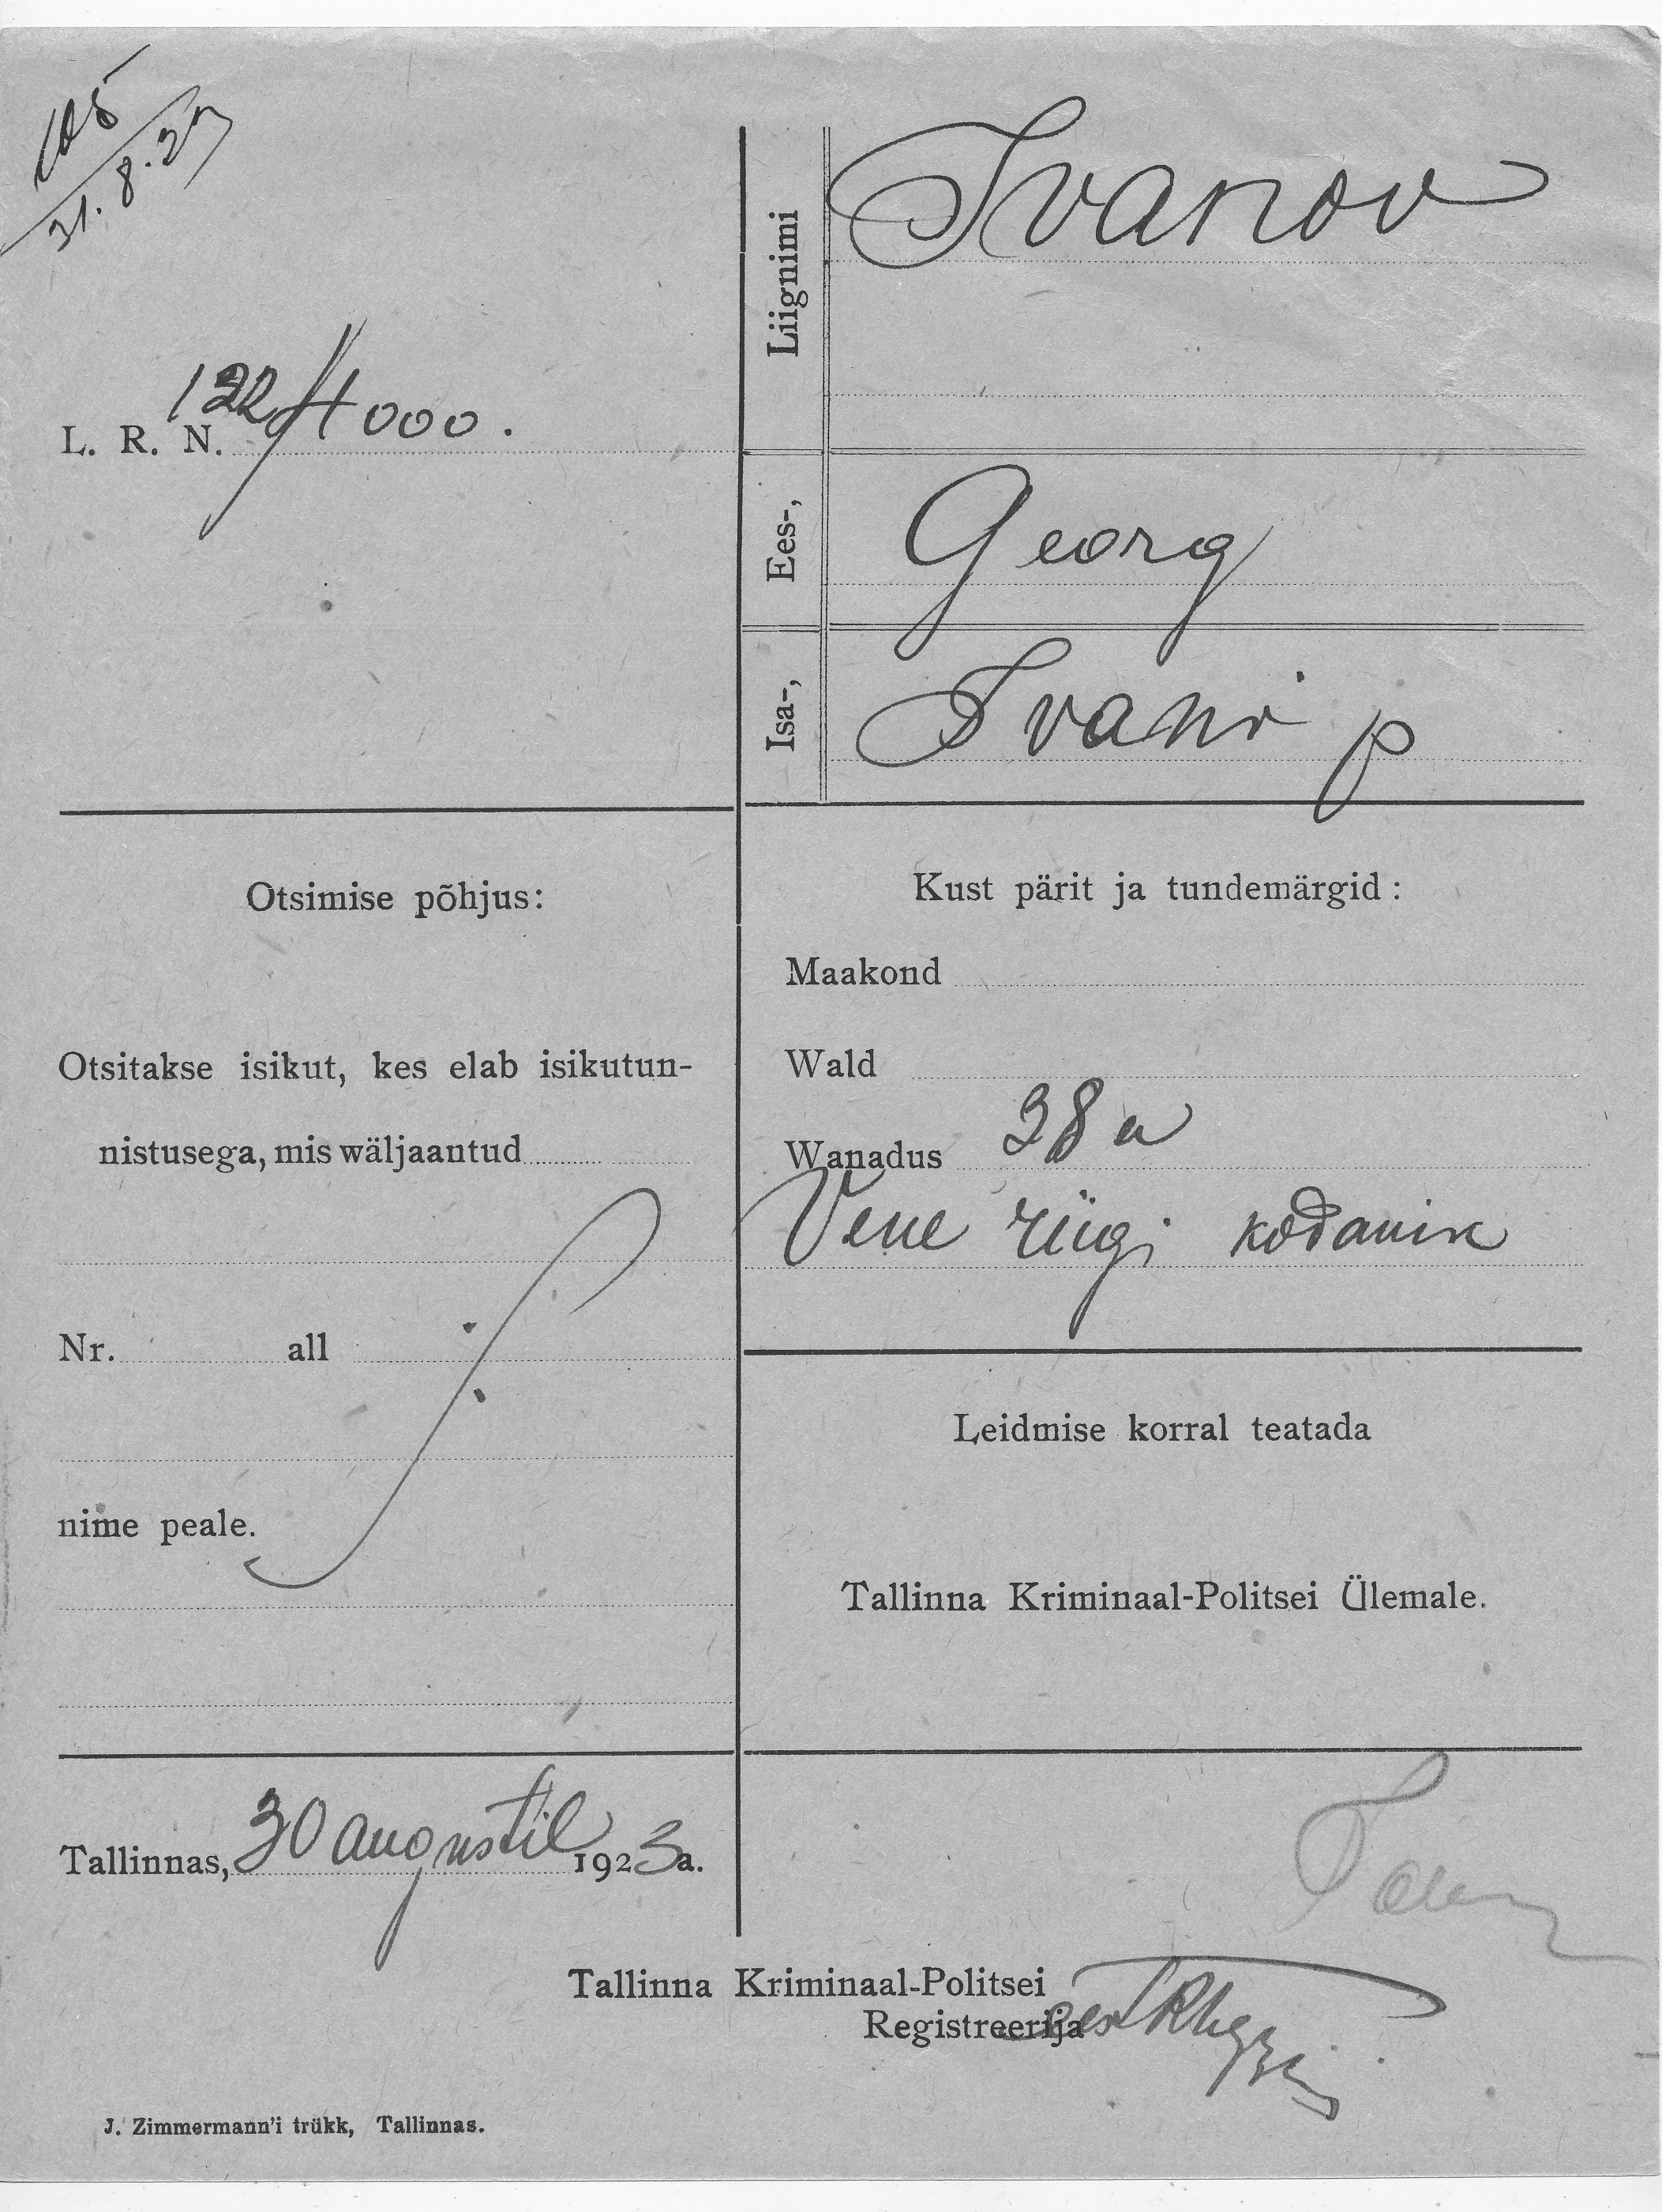 31. 8. 23
L. R. N. 122/4000.
Liignimi
Ivanov
Ees-,
Georg
Isa-,
Ivani p
Otsimise põhjus:
Otsitakse isikut, kes elab isikutun-
nistusega, mis wäljaantud
Nr. all
nime peale.
Kust pärit ja tundemärgid:
Maakond
Wald
Wanadus 38 a
Vene riigi kodanik
Leidmise korral teatada
Tallinna Kriminaal-Politsei Ülemale.
Tallinnas, 30 augustil 1923 a.
Tallinna Kriminaal-Politsei
Registreerija
J. Zimmermann'i trükk, Tallinnas.